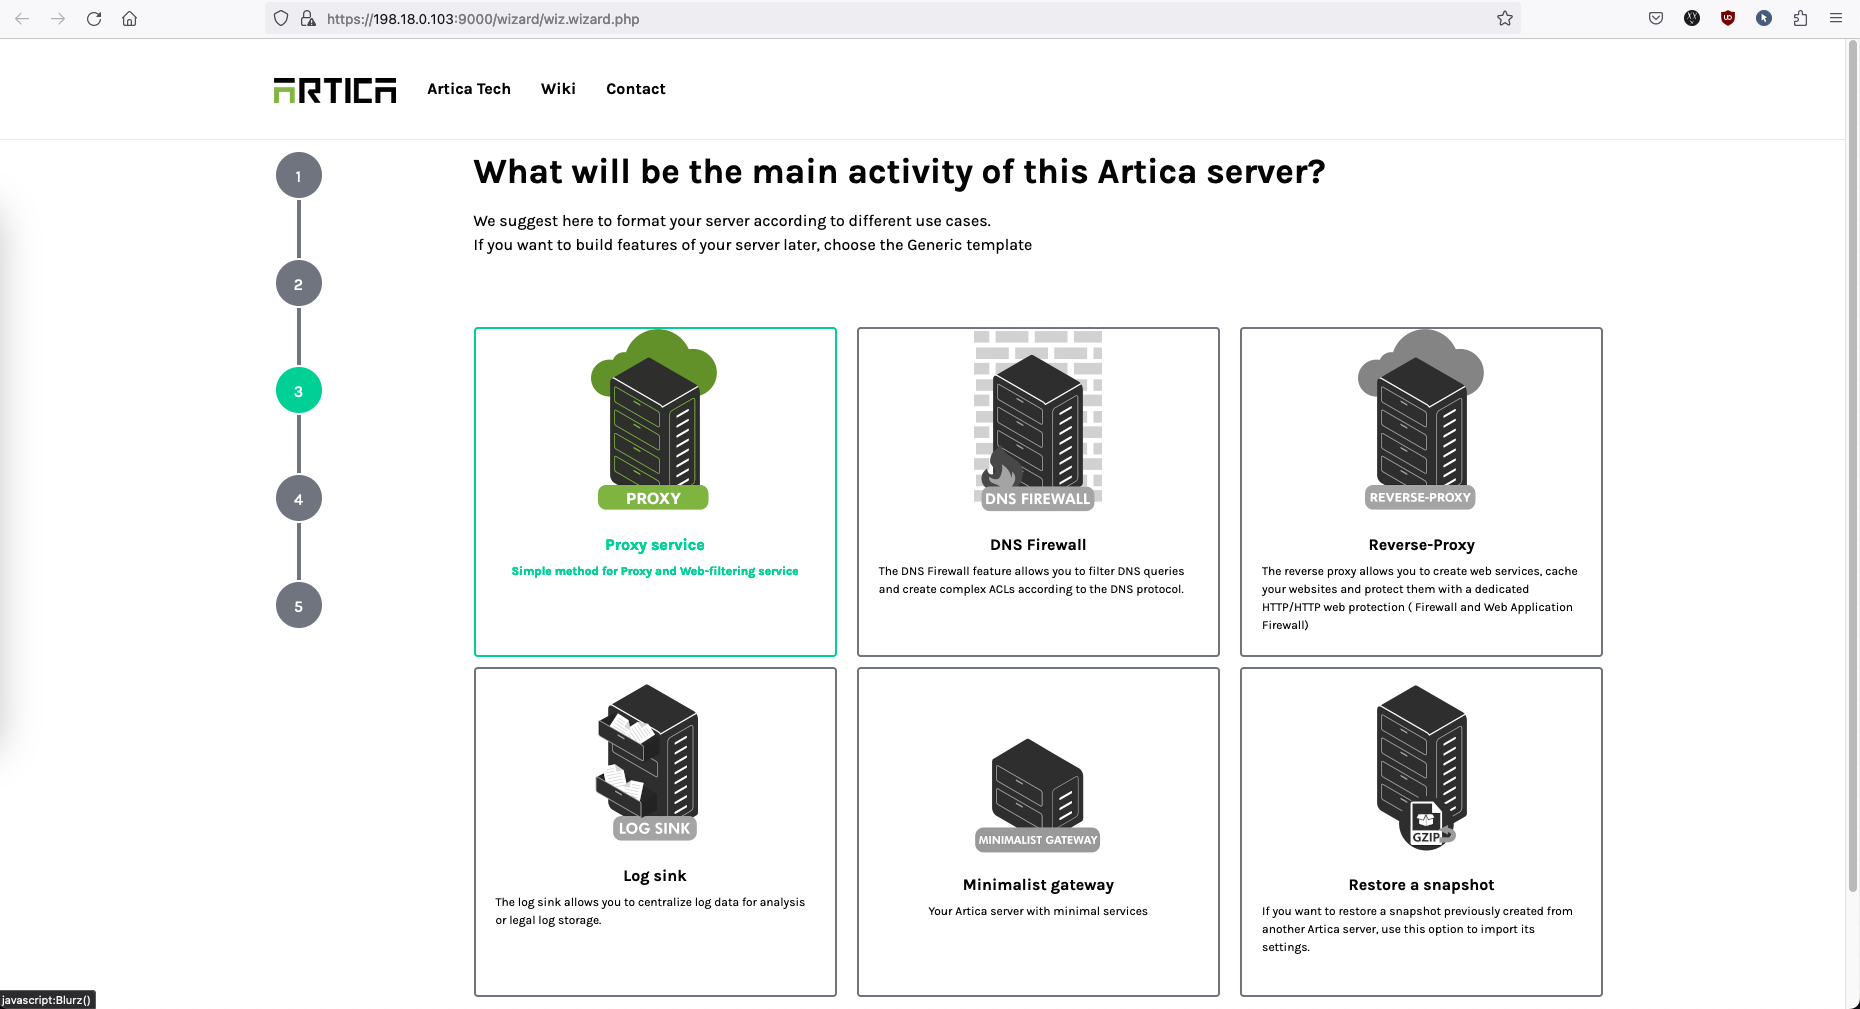 https://198.18.0.103:9000/wizard/wiz.wizard.php
ARTICA
Artica Tech
Wiki
Contact
1
2
3
4
5
What will be the main activity of this Artica server?
We suggest here to format your server according to different use cases.
If you want to build features of your server later, choose the Generic template
PROXY
Proxy service
Simple method for Proxy and Web-filtering service
DNS FIREWALL
DNS Firewall
The DNS Firewall feature allows you to filter DNS queries
and create complex ACLs according to the DNS protocol.
REVERSE-PROXY
Reverse-Proxy
The reverse proxy allows you to create web services, cache
your websites and protect them with a dedicated
HTTP/HTTP web protection ( Firewall and Web Application
Firewall)
LOG SINK
Log sink
The log sink allows you to centralize log data for analysis
or legal log storage.
MINIMALIST GATEWAY
Minimalist gateway
Your Artica server with minimal services
GZIP
Restore a snapshot
If you want to restore a snapshot previously created from
another Artica server, use this option to import its
settings.
javascript:Blurz()